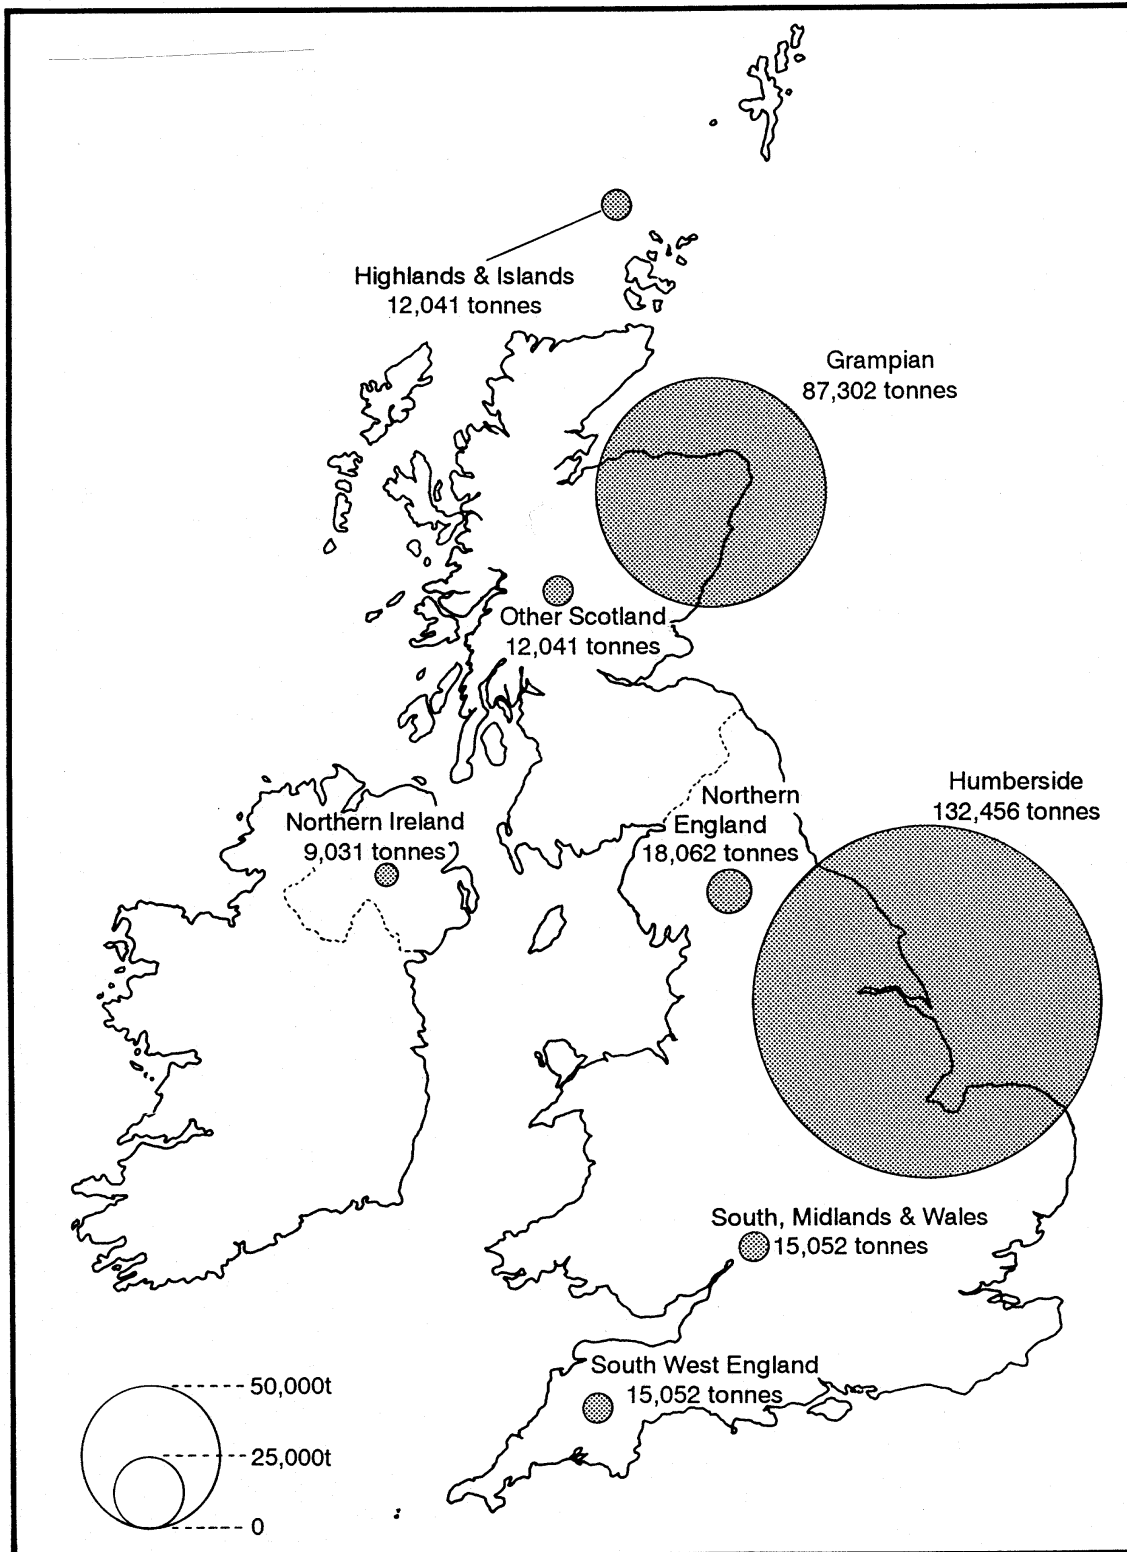 Highlands & Islands
12,041 tonnes
Grampian
87,302 tonnes
Other Scotland
12,041 tonnes
Humberside
132,456 tonnes
Northern
England
18,062 tonnes
Northern Ireland
9,031 tonnes
South, Midlands & Wales
15,052 tonnes
South West England
15,052 tonnes
50,000t
25,000t
0